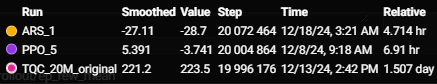 Run Smoothed Value Step Time Relative
ARS_1 -27.11 -28.7 20 072 464 12/18/24, 3:21 AM 4.714 hr
PPO_5 5.391 -3.741 20 004 864 12/8/24, 9:18 AM 6.91 hr
TQC_20M_original 221.2 223.5 19 996 176 12/13/24, 2:42 PM 1.507 day